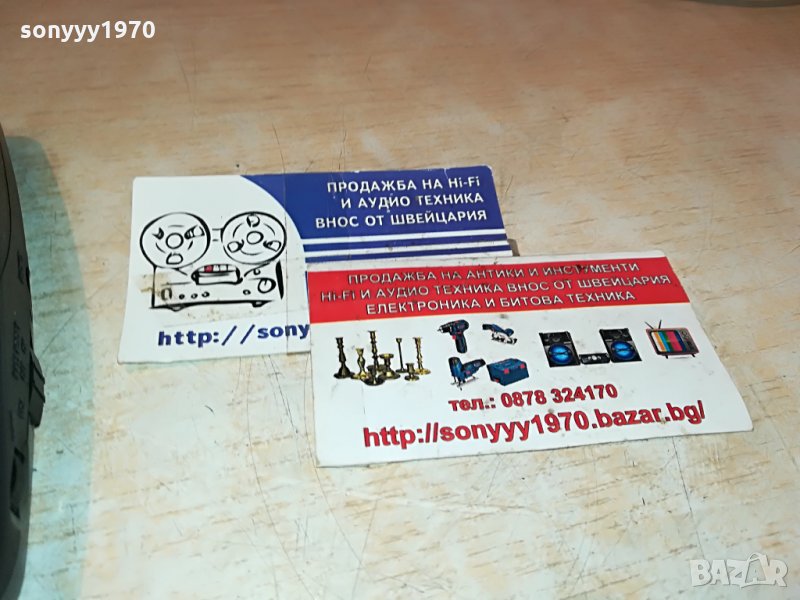 sonyyy1970
ПРОДАЖБА НА Hi-Fi
И АУДИО ТЕХНИКА
ВНОС ОТ ШВЕЙЦАРИЯ
http://sony
ПРОДАЖБА НА АНТИКИ И ИНСТУМЕНТИ
Hi-Fi И АУДИО ТЕХНИКА ВНОС ОТ ШВЕЙЦАРИЯ
ЕЛЕКТРОНИКА И БИТОВА ТЕХНИКА
тел.: 0878 324170
http://sonyyy1970.bazar.bg/
BAZAR